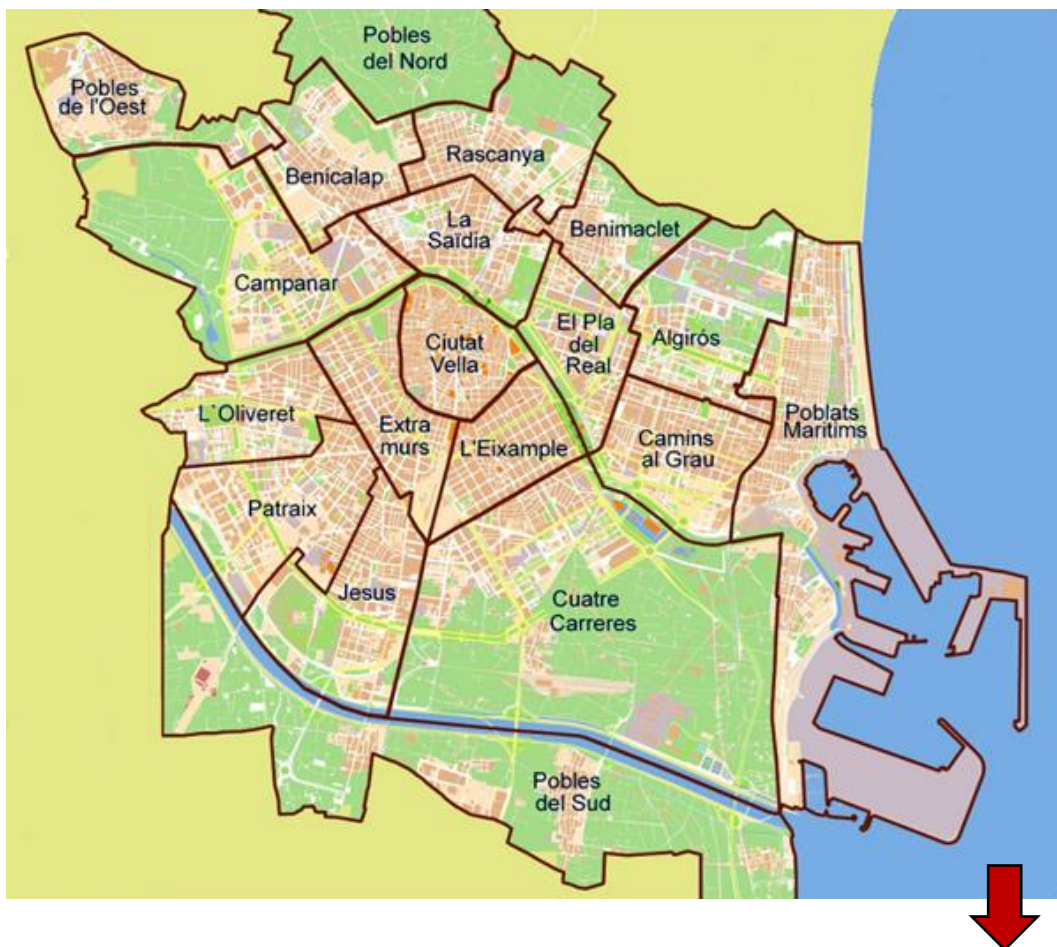 Pobles
del Nord
Pobles
de l'Oest
Rascanya
Benicalap
La
Saïdia
Benimaclet
Campanar
El Pla
del
Real
Ciutat
Vella
Algirós
L`Oliveret
Extra
murs
L'Eixample
Camins
al Grau
Poblats
Maritims
Patraix
Jesus
Cuatre
Carreres
Pobles
del Sud